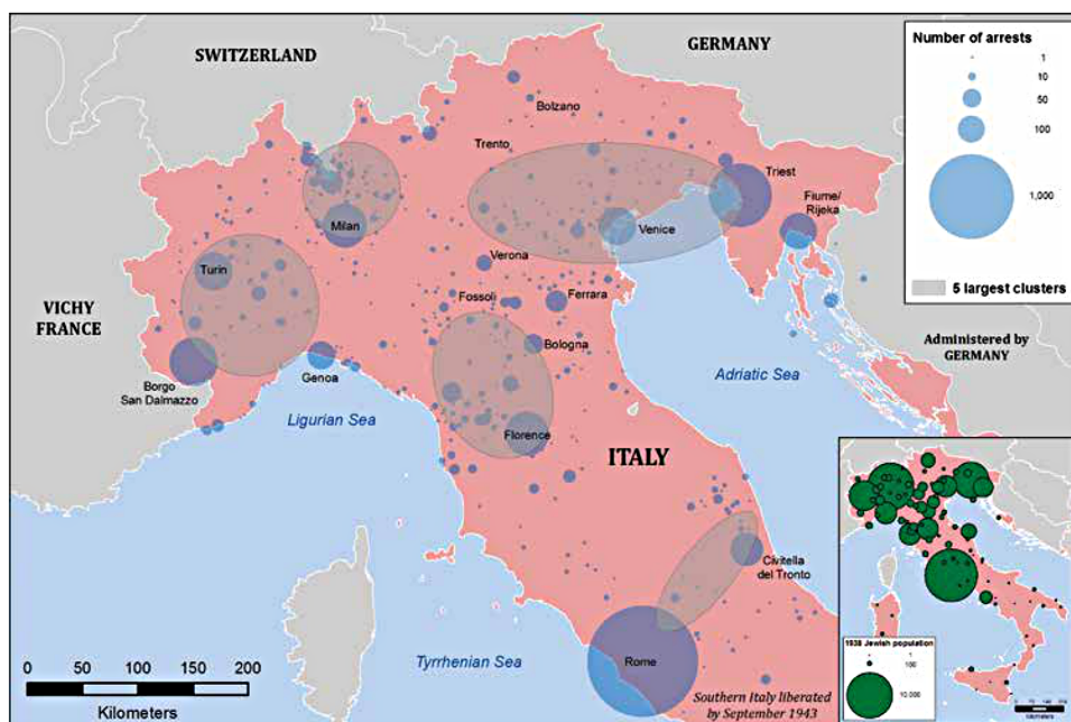 SWITZERLAND
GERMANY
Number of arrests
1
10
50
100
1,000
5 largest clusters
Bolzano
Trento
Triest
Fiume/
Rijeka
Milan
Venice
Turin
Verona
Fossoli
Ferrara
VICHY
FRANCE
Bologna
Administered by
GERMANY
Borgo
San Dalmazzo
Genoa
Adriatic Sea
Ligurian Sea
Florence
ITALY
Civitella
del Tronto
Rome
Tyrrhenian Sea
Southern Italy liberated
by September 1943
0 50 100 150 200
Kilometers
1938 Jewish population
1
100
10,000